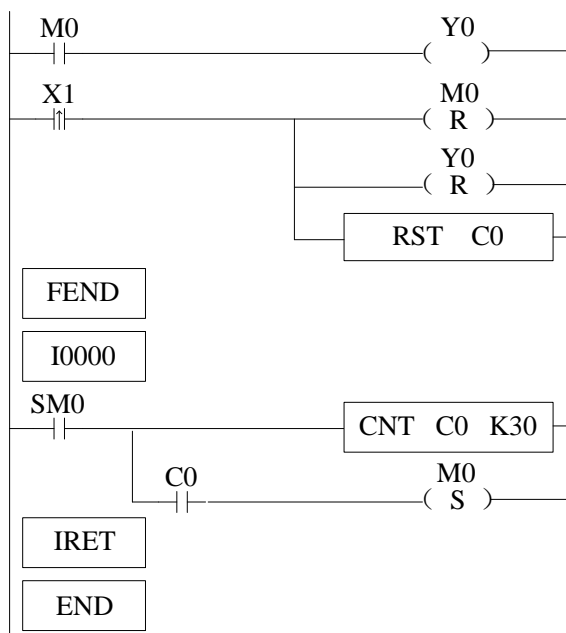 M0 Y0
X1 M0
R
Y0
R
RST C0
FEND
I0000
SM0
CNT C0 K30
C0 M0
S
IRET
END